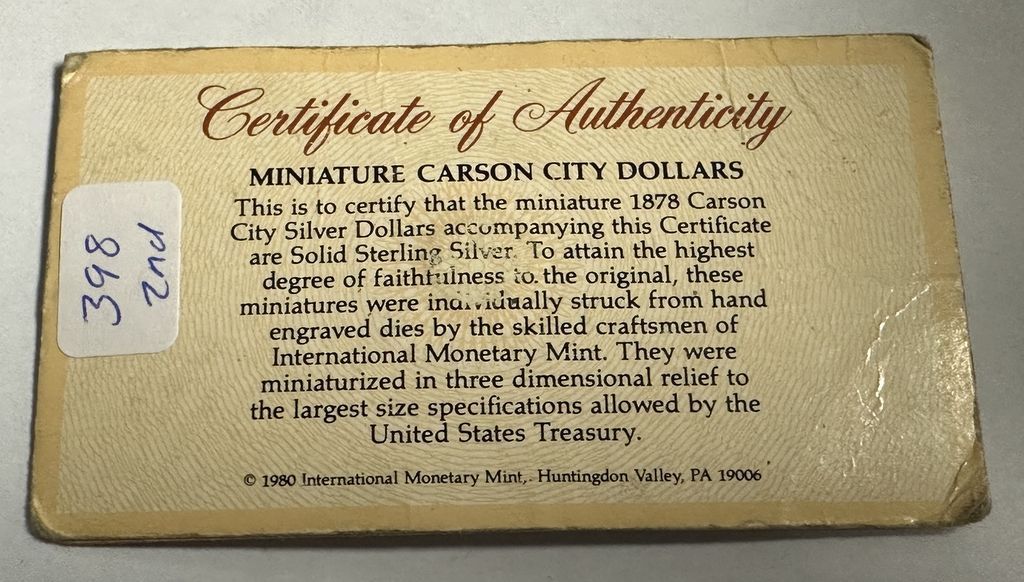 Certificate of Authenticity
MINIATURE CARSON CITY DOLLARS
This is to certify that the miniature 1878 Carson
City Silver Dollars accompanying this Certificate
are Solid Sterling Silver. To attain the highest
degree of faithfulness to the original, these
miniatures were individually struck from hand
engraved dies by the skilled craftsmen of
International Monetary Mint. They were
miniaturized in three dimensional relief to
the largest size specifications allowed by the
United States Treasury.
© 1980 International Monetary Mint, Huntingdon Valley, PA 19006
398
2nd